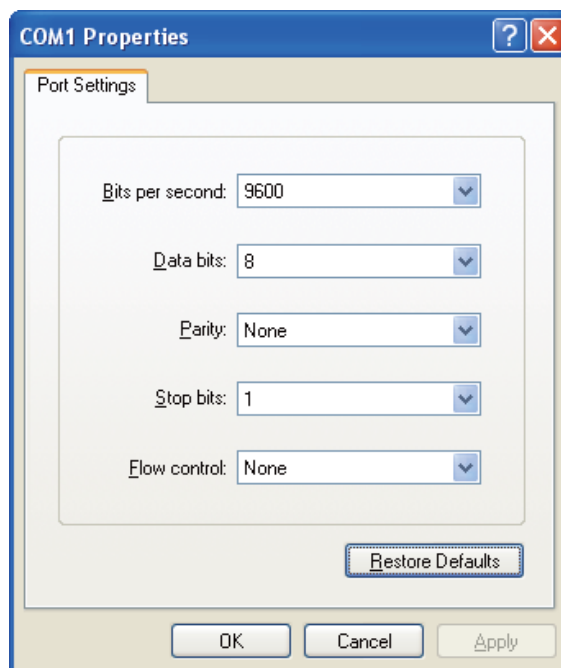 COM1 Properties
Port Settings
Bits per second: 9600
Data bits: 8
Parity: None
Stop bits: 1
Flow control: None
Restore Defaults
OK Cancel Apply